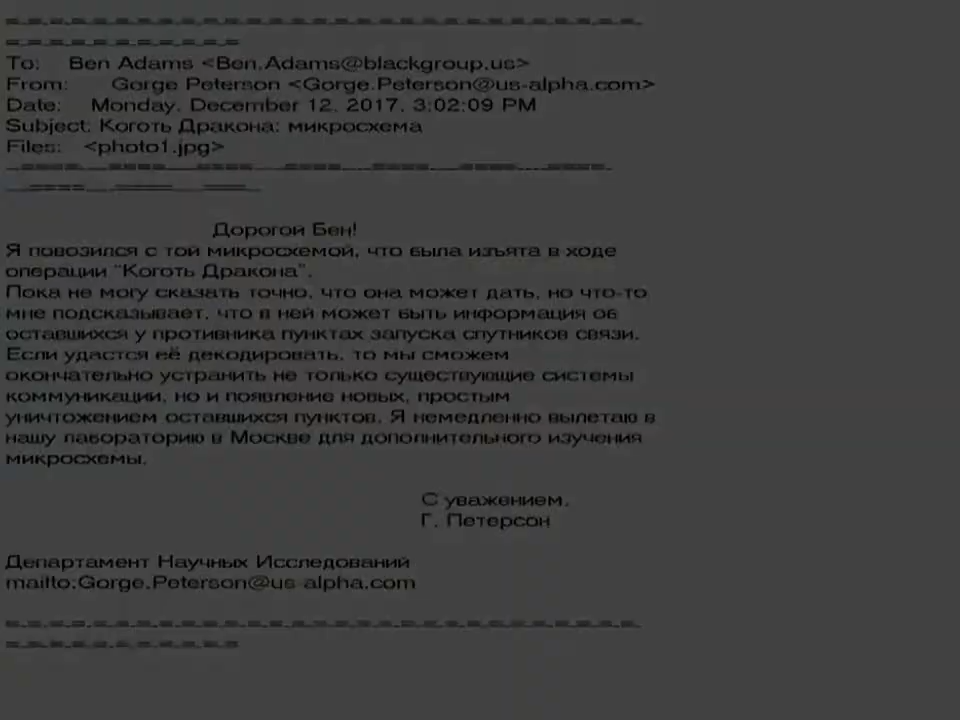 =.=.=.=.=.=.=.=.=.=.=.=.=.=.=.=.=.=.=.=.=.=.=.=.=.=.=.=.=.=.=.=.=.=.=.=.=.=.=.=.=.=.=.=.
=.=.=.=.=.=.=.=.=.=.=.=.=.=.=.=
To: Ben Adams <Ben.Adams@blackgroup.us>
From: Gorge Peterson <Gorge.Peterson@us-alpha.com>
Date: Monday, December 12, 2017, 3:02:09 PM
Subject: Коготь Дракона: микросхема
Files: <photo1.jpg>
...====....====....====....====....====....====....====.
...====....====....====..
Дорогой Бен!
Я повозился с той микросхемой, что была изъята в ходе
операции "Коготь Дракона".
Пока не могу сказать точно, что она может дать, но что-то
мне подсказывает, что в ней может быть информация об
оставшихся у противника пунктах запуска спутников связи.
Если удастся её декодировать, то мы сможем
окончательно устранить не только существующие системы
коммуникации, но и появление новых, простым
уничтожением оставшихся пунктов. Я немедленно вылетаю в
нашу лабораторию в Москве для дополнительного изучения
микросхемы.
С уважением,
Г. Петерсон
Департамент Научных Исследований
mailto:Gorge.Peterson@us-alpha.com
=.=.=.=.=.=.=.=.=.=.=.=.=.=.=.=.=.=.=.=.=.=.=.=.=.=.=.=.=.=.=.=.=.=.=.=.=.=.=.=.=.=.=.=.
=.=.=.=.=.=.=.=.=.=.=.=.=.=.=.=